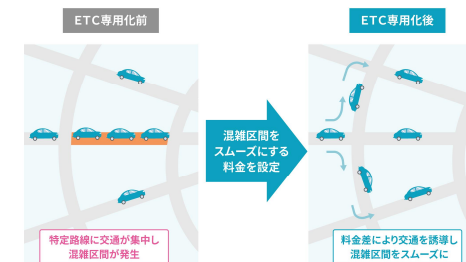 ETC専用化前
ETC専用化後
混雑区間を
スムーズにする
料金を設定
特定路線に交通が集中し
混雑区間が発生
料金差により交通を誘導し
混雑区間をスムーズに